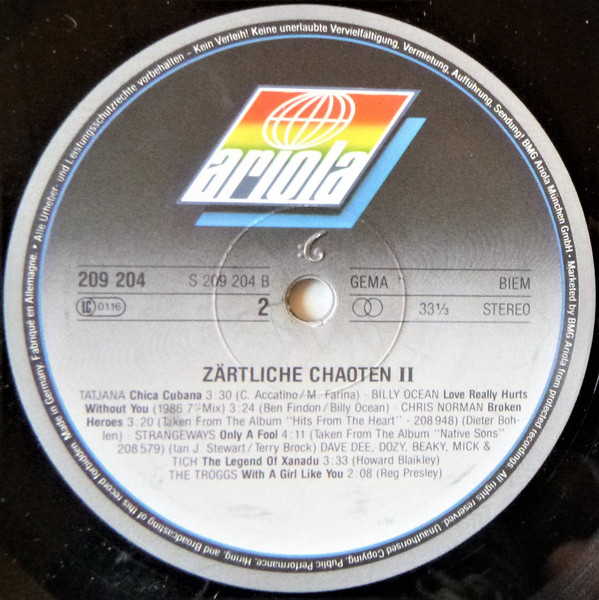 Alle Urheber- und Leistungsschutzrechte vorbehalten – Kein Verleih! Keine unerlaubte Vervielfältigung, Vermietung, Aufführung, Sendung! BMG Ariola München GmbH • Marketed by BMG Ariola from protected recordings. All rights reserved. Unauthorised Copying, Public Performance, Hiring, and Broadcasting of this record forbidden. Made in Germany. Fabriqué en Allemagne. •
ariola
209 204 S 209 204 B GEMA BIEM
LC 0116 2 33⅓ STEREO
ZÄRTLICHE CHAOTEN II
TATJANA Chica Cubana 3:30 (C. Accatino/M. Farina) - BILLY OCEAN Love Really Hurts
Without You (1986 7"-Mix) 3:24 (Ben Findon/Billy Ocean) - CHRIS NORMAN Broken
Heroes 3:20 (Taken From The Album "Hits From The Heart" - 208 948) (Dieter Boh-
len) - STRANGEWAYS Only A Fool 4:11 (Taken From The Album "Native Sons"
208 579) (Ian J. Stewart/Terry Brock) DAVE DEE, DOZY, BEAKY, MICK &
TICH The Legend Of Xanadu 3:33 (Howard Blaikley)
THE TROGGS With A Girl Like You 2:08 (Reg Presley)